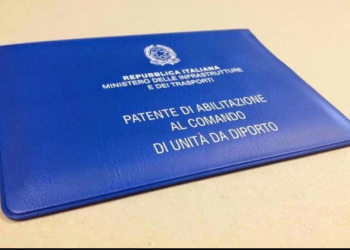 REPUBBLICA ITALIANA
MINISTERO DELLE INFRASTRUTTURE
E DEI TRASPORTI
PATENTE DI ABILITAZIONE
AL COMANDO
DI UNITÀ DA DIPORTO